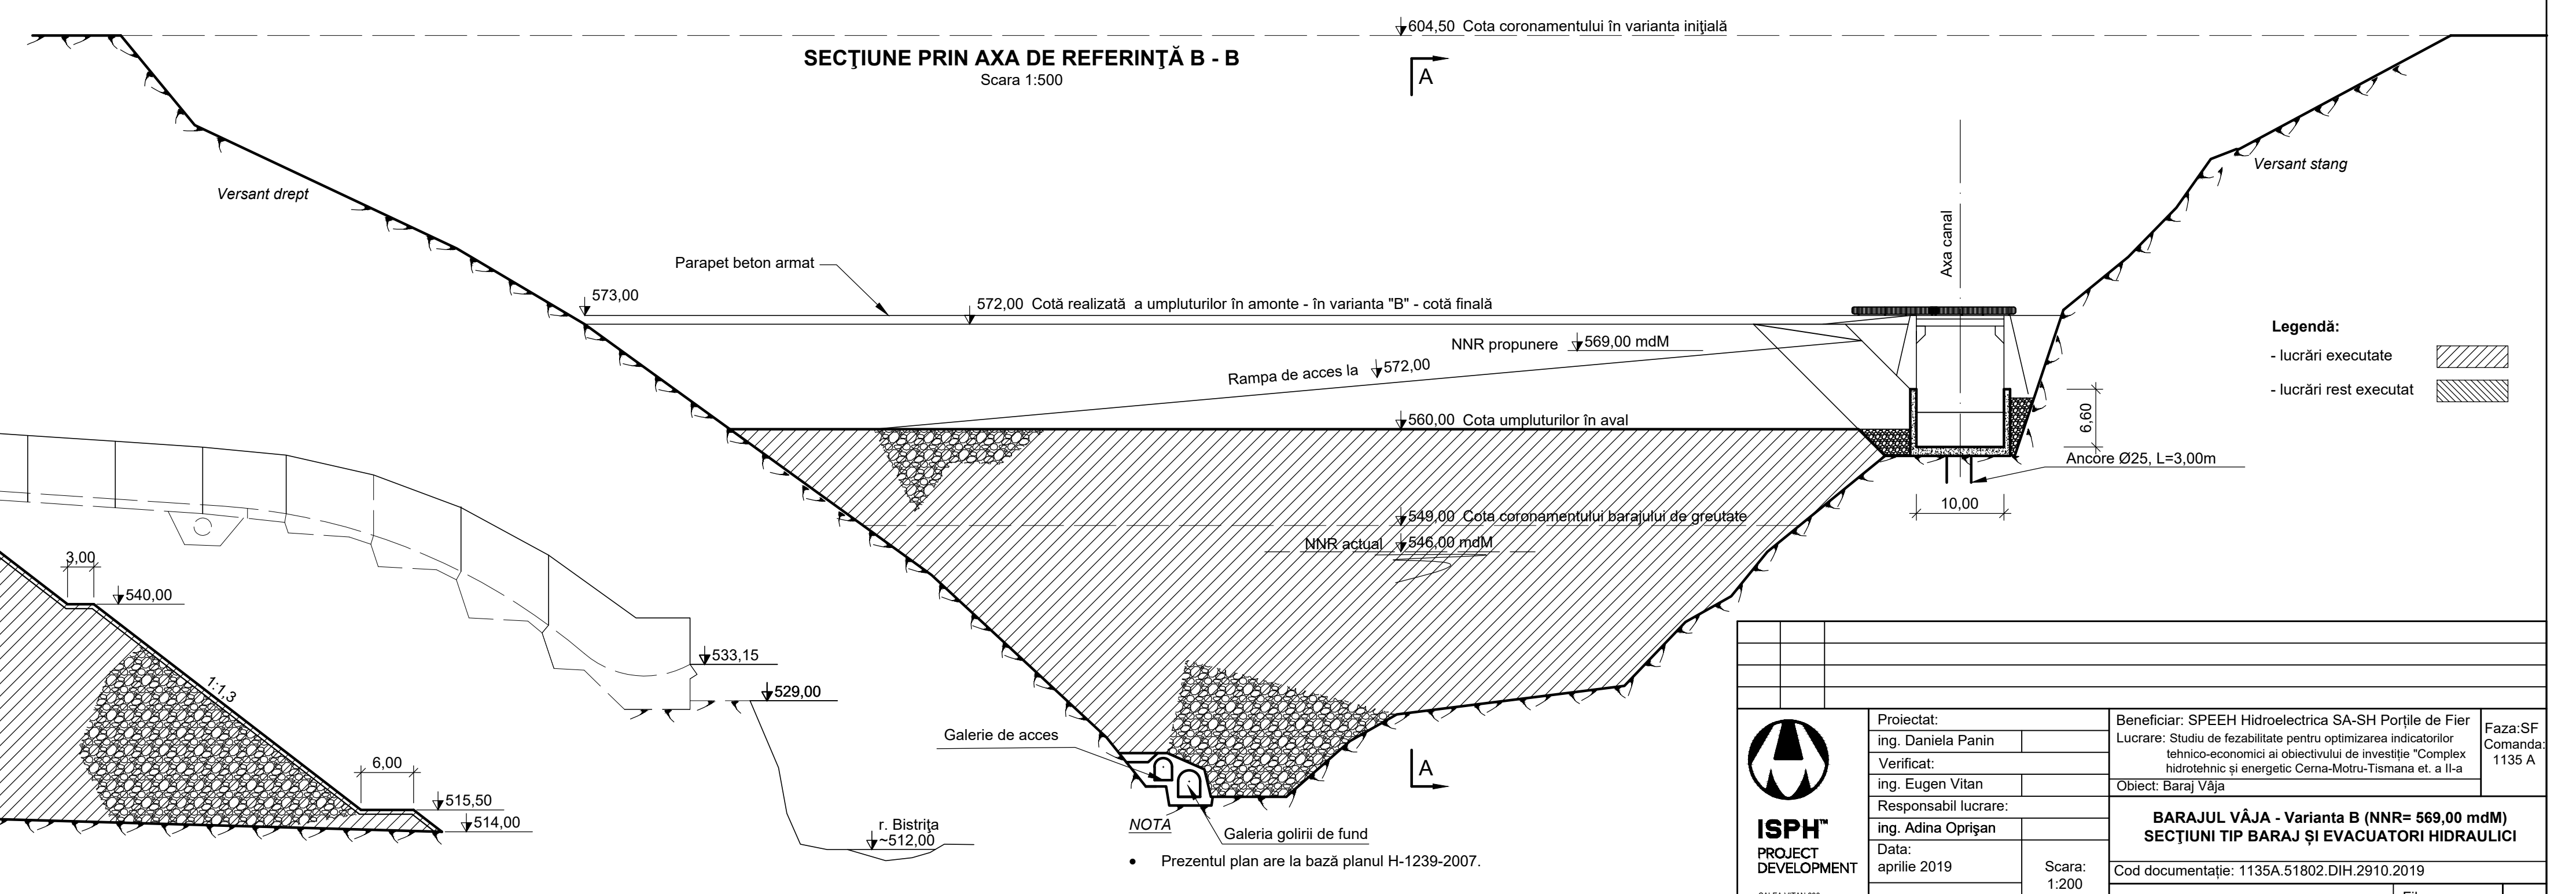 604,50 Cota coronamentului în varianta iniţială
SECŢIUNE PRIN AXA DE REFERINŢĂ B - B
Scara 1:500
A
Versant drept
Versant stang
Axa canal
Parapet beton armat
573,00
572,00 Cotă realizată a umpluturilor în amonte - în varianta "B" - cotă finală
NNR propunere 569,00 mdM
Rampa de acces la 572,00
560,00 Cota umpluturilor în aval
6,60
Ancore Ø25, L=3,00m
10,00
Legendă:
- lucrări executate
- lucrări rest executat
549,00 Cota coronamentului barajului de greutate
NNR actual 546,00 mdM
3,00
540,00
1:1,3
533,15
529,00
6,00
515,50
514,00
r. Bistriţa
~512,00
Galerie de acces
A
NOTA
Galeria golirii de fund
• Prezentul plan are la bază planul H-1239-2007.
ISPH™
PROJECT
DEVELOPMENT
Proiectat:
ing. Daniela Panin
Verificat:
ing. Eugen Vitan
Responsabil lucrare:
ing. Adina Oprişan
Data:
aprilie 2019
Scara:
1:200
Beneficiar: SPEEH Hidroelectrica SA-SH Porțile de Fier
Lucrare: Studiu de fezabilitate pentru optimizarea indicatorilor
tehnico-economici ai obiectivului de investiție "Complex
hidrotehnic și energetic Cerna-Motru-Tismana et. a II-a
Obiect: Baraj Vâja
Faza:SF
Comanda:
1135 A
BARAJUL VÂJA - Varianta B (NNR= 569,00 mdM)
SECŢIUNI TIP BARAJ ȘI EVACUATORI HIDRAULICI
Cod documentație: 1135A.51802.DIH.2910.2019